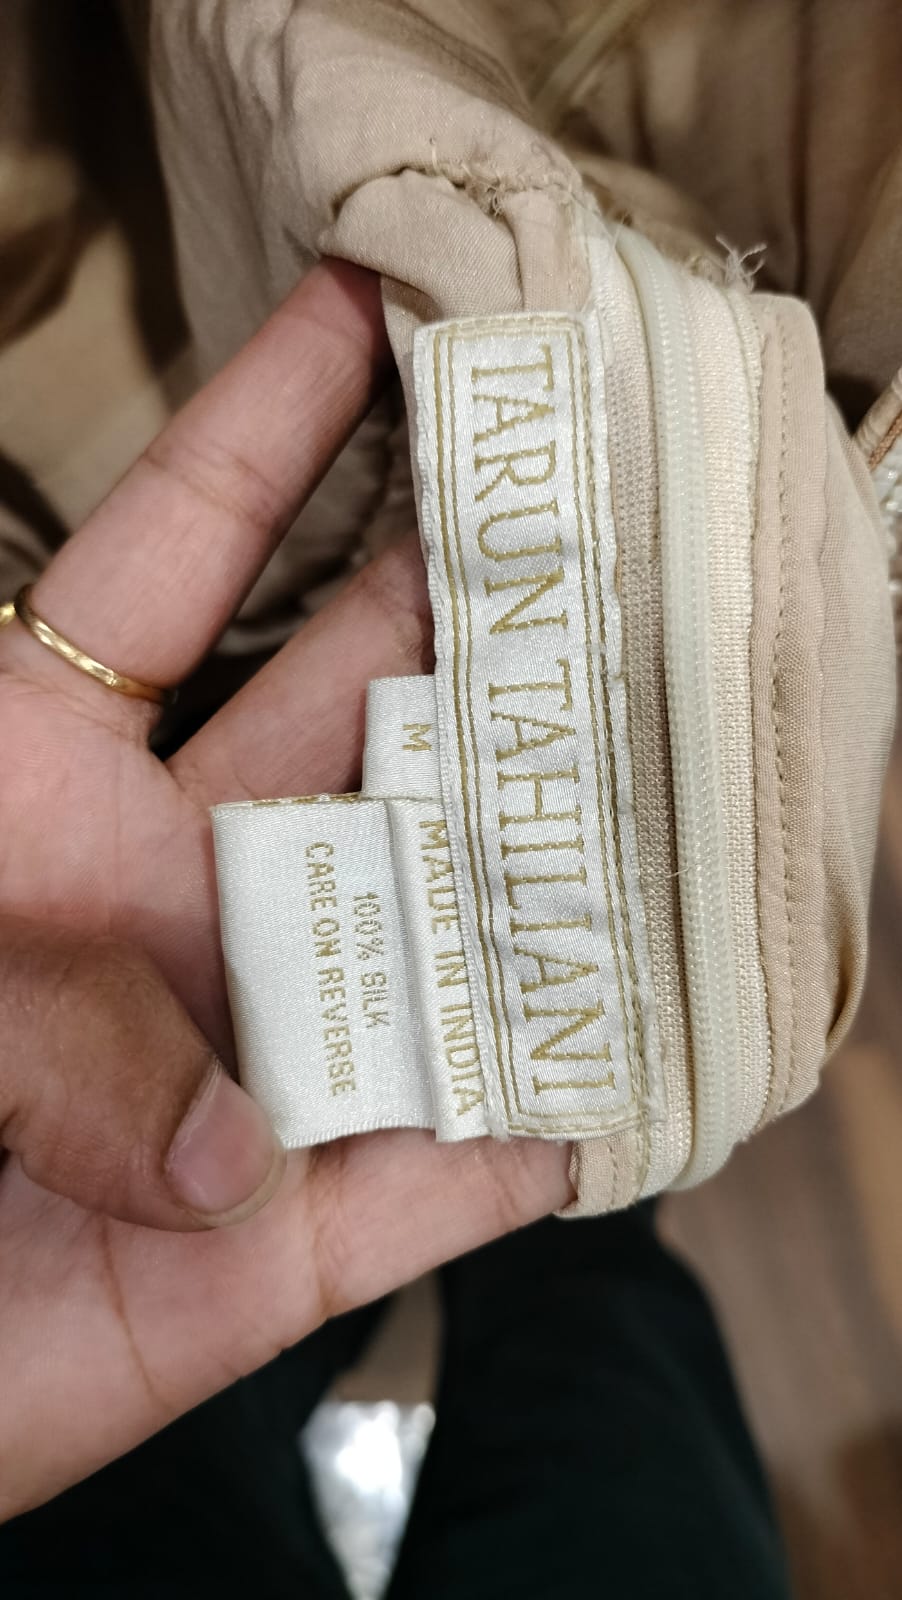 TARUN TAHILIANI
M
MADE IN INDIA
100% SILK
CARE ON REVERSE